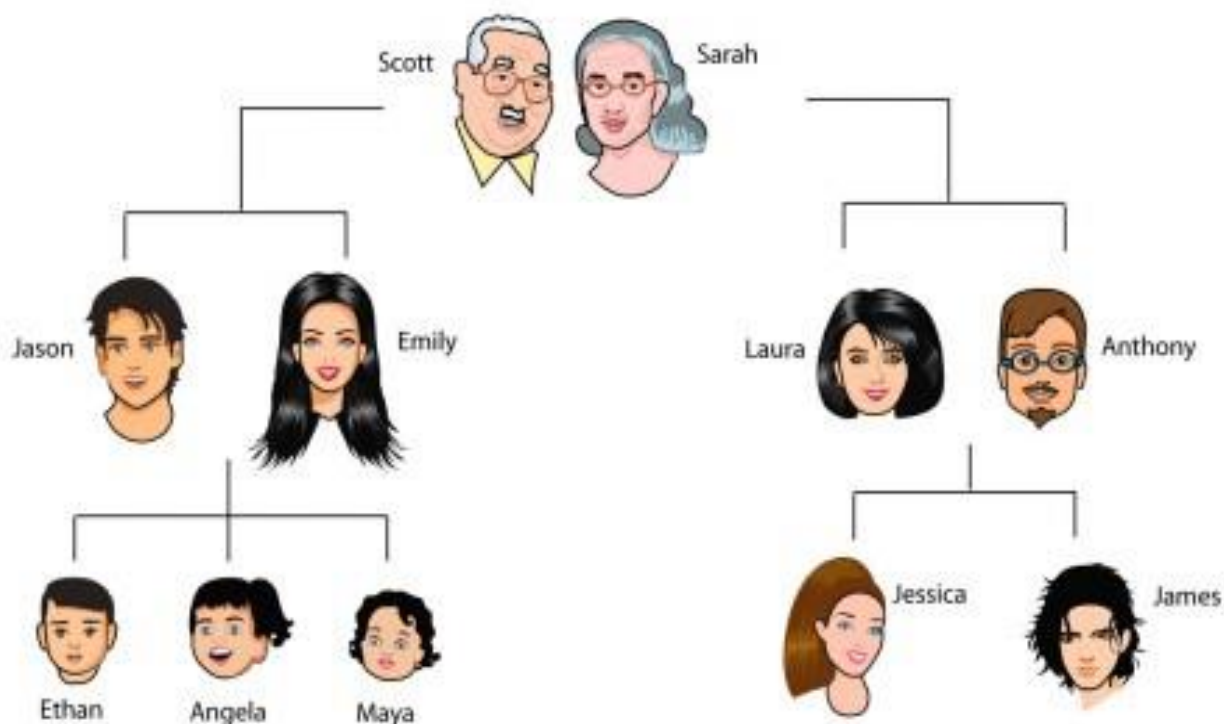 Scott
Sarah
Jason
Emily
Laura
Anthony
Jessica
James
Ethan
Angela
Maya